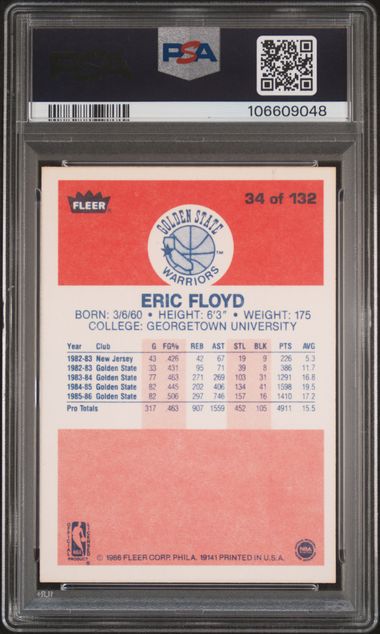 PSA
PSA
106609048
FLEER
34 of 132
GOLDEN STATE
WARRIORS
TM
ERIC FLOYD
BORN: 3/6/60 • HEIGHT: 6'3" • WEIGHT: 175
COLLEGE: GEORGETOWN UNIVERSITY
Year Club G FG% REB AST STL BLK PTS AVG
1982-83 New Jersey 43 .426 42 67 19 9 226 5.3
1982-83 Golden State 33 .431 95 71 39 8 386 11.7
1983-84 Golden State 77 .463 271 269 103 31 1291 16.8
1984-85 Golden State 82 .445 202 406 134 41 1598 19.5
1985-86 Golden State 82 .506 297 746 157 16 1410 17.2
Pro Totals 317 .463 907 1559 452 105 4911 15.5
NBA
© 1986 FLEER CORP. PHILA. 19141 PRINTED IN U.S.A.